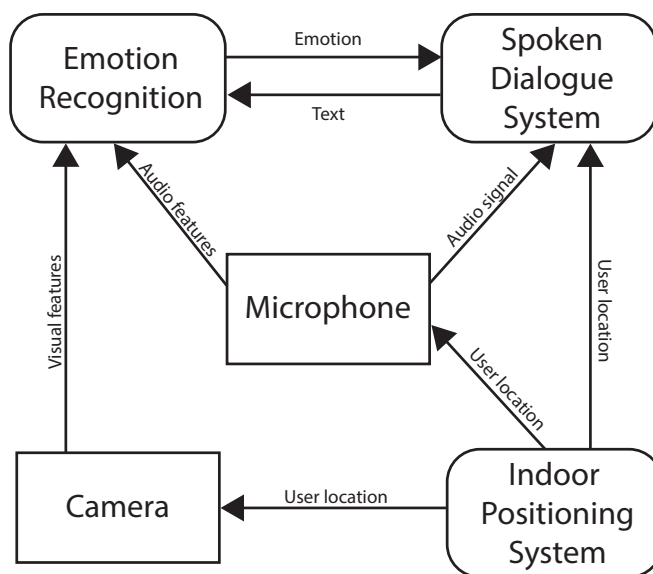 Emotion
Recognition
Emotion
Text
Spoken
Dialogue
System
Audio features
Audio signal
Visual features
Microphone
User location
User location
Camera
User location
Indoor
Positioning
System